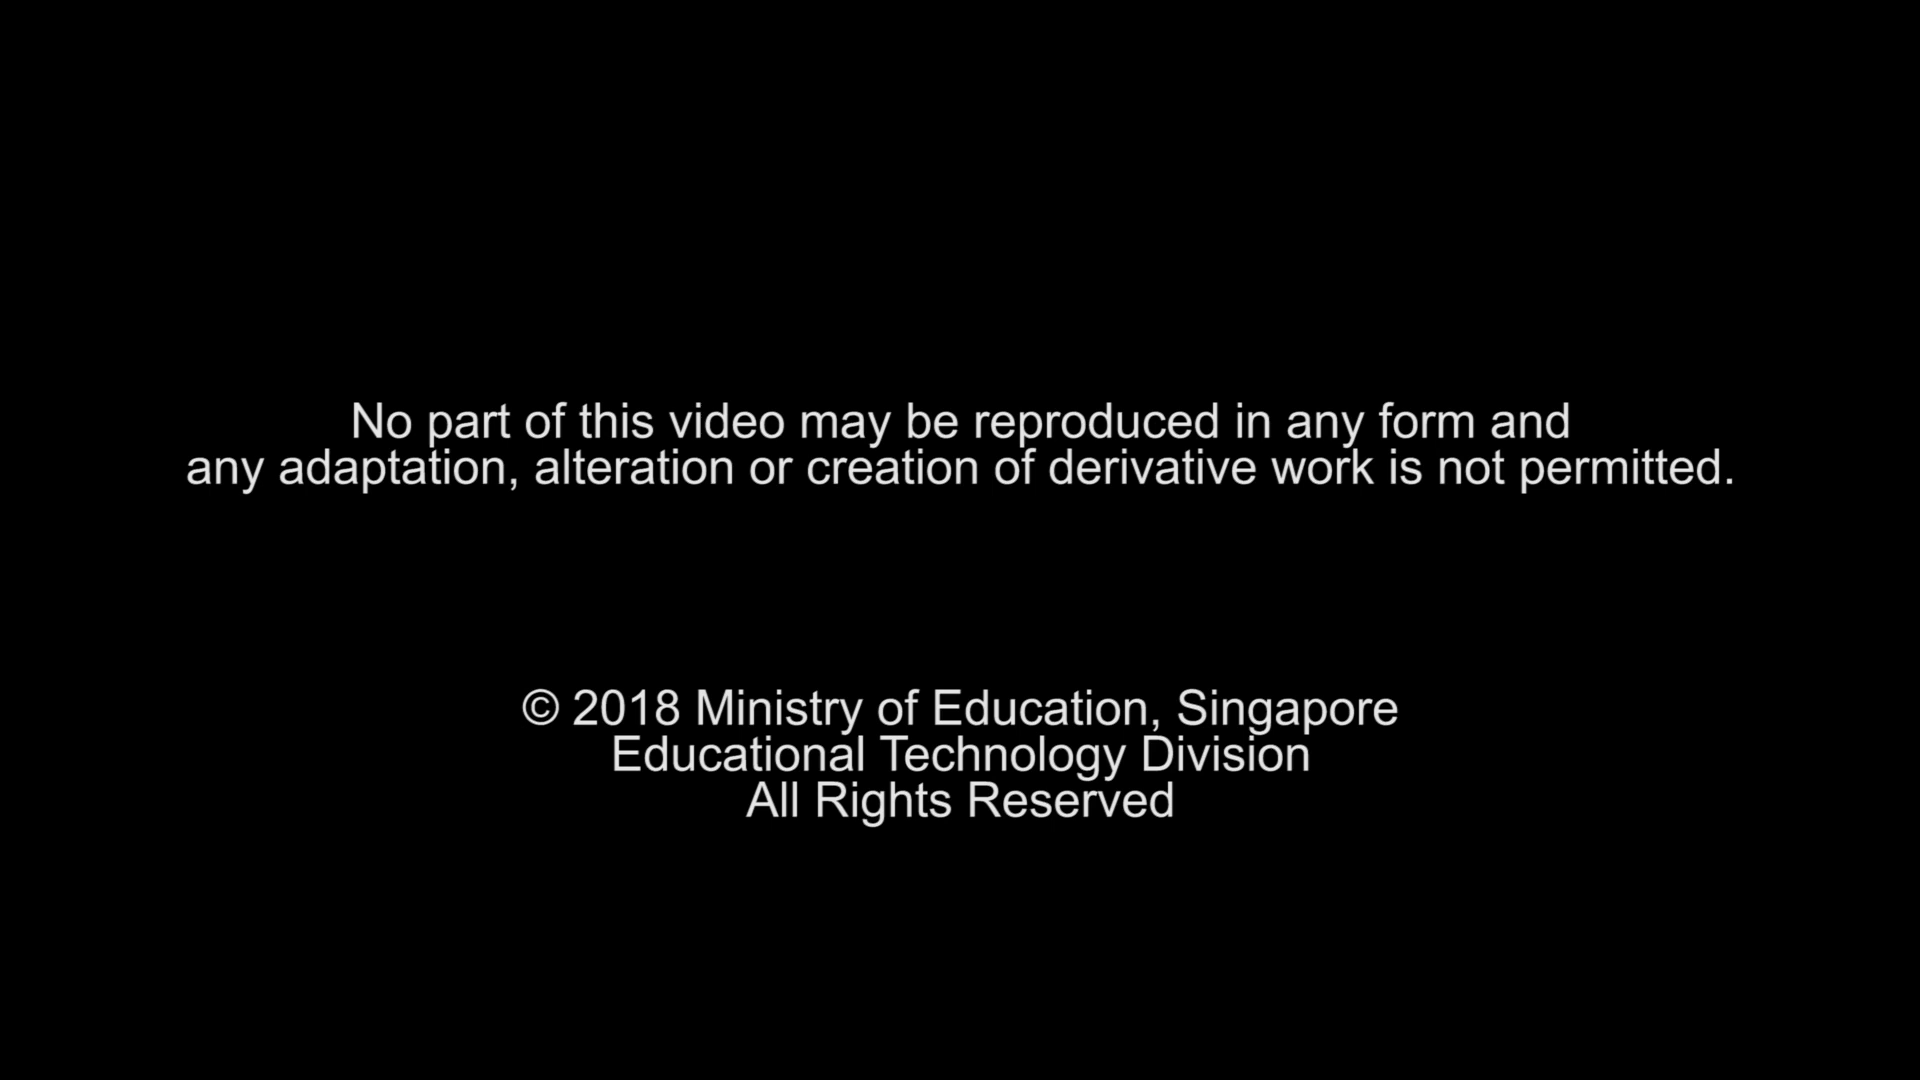 No part of this video may be reproduced in any form and
any adaptation, alteration or creation of derivative work is not permitted.
© 2018 Ministry of Education, Singapore
Educational Technology Division
All Rights Reserved